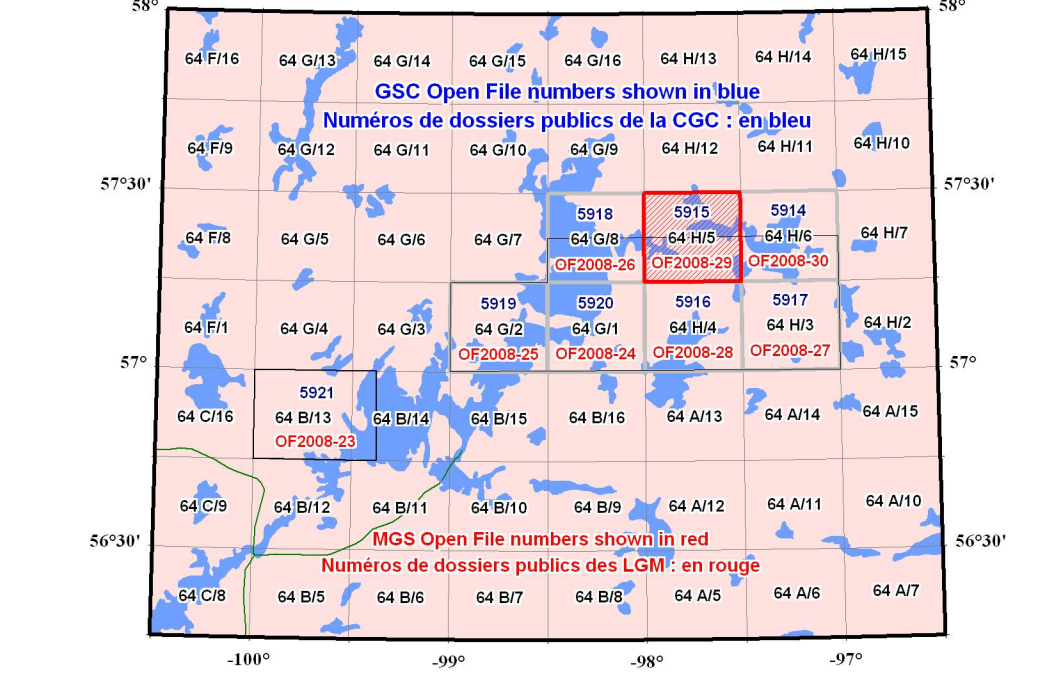 58°
58°
64 F/16 64 G/13 64 G/14 64 G/15 64 G/16 64 H/13 64 H/14 64 H/15
GSC Open File numbers shown in blue
Numéros de dossiers publics de la CGC : en bleu
64 F/9 64 G/12 64 G/11 64 G/10 64 G/9 64 H/12 64 H/11 64 H/10
57°30'
57°30'
5918 5915 5914
64 F/8 64 G/5 64 G/6 64 G/7 64 G/8 64 H/5 64 H/6 64 H/7
OF2008-26 OF2008-29 OF2008-30
5919 5920 5916 5917
64 F/1 64 G/4 64 G/3 64 G/2 64 G/1 64 H/4 64 H/3 64 H/2
OF2008-25 OF2008-24 OF2008-28 OF2008-27
57°
57°
5921
64 C/16 64 B/13 64 B/14 64 B/15 64 B/16 64 A/13 64 A/14 64 A/15
OF2008-23
64 C/9 64 B/12 64 B/11 64 B/10 64 B/9 64 A/12 64 A/11 64 A/10
56°30'
56°30'
MGS Open File numbers shown in red
Numéros de dossiers publics des LGM : en rouge
64 C/8 64 B/5 64 B/6 64 B/7 64 B/8 64 A/5 64 A/6 64 A/7
-100° -99° -98° -97°